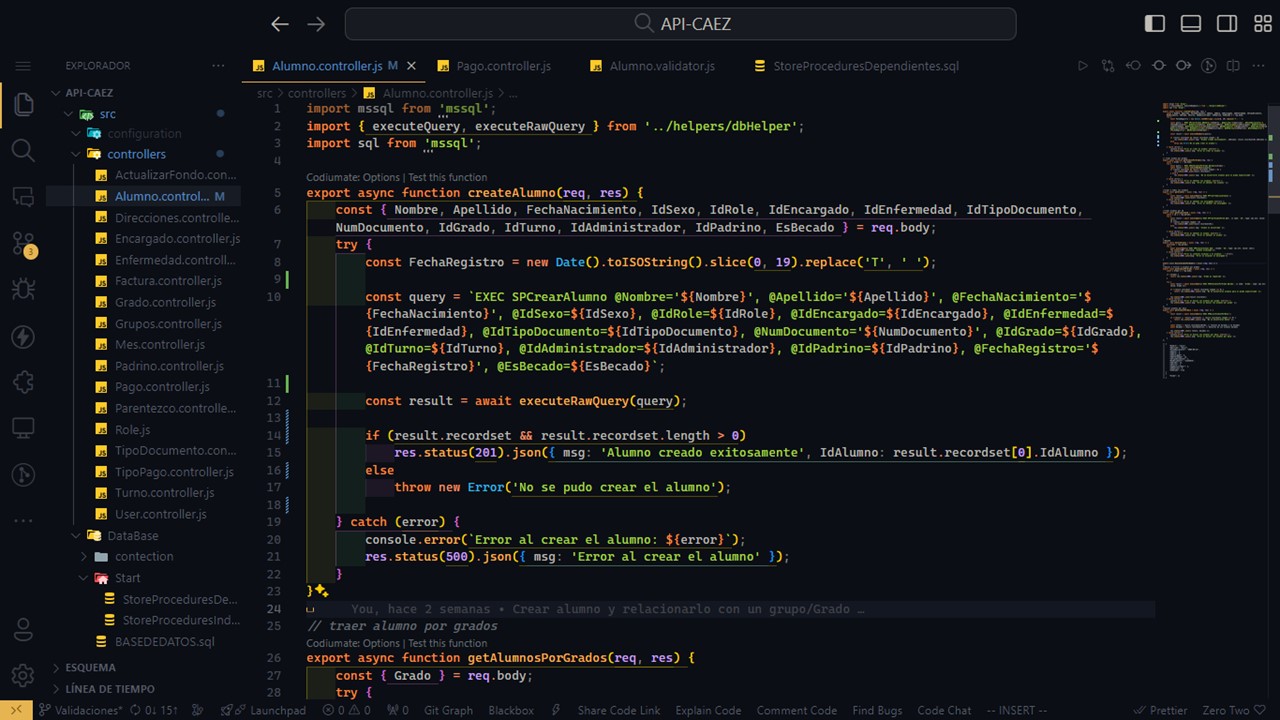 API-CAEZ
EXPLORADOR
Alumno.controller.js M
Pago.controller.js
Alumno.validator.js
StoreProceduresDependientes.sql
API-CAEZ
src
configuration
controllers
ActualizarFondo.con...
Alumno.control... M
Direcciones.controlle...
Encargado.controller.js
Enfermedad.controll...
Factura.controller.js
Grado.controller.js
Grupos.controller.js
Mes.controller.js
Padrino.controller.js
Pago.controller.js
Parentezco.controlle...
Role.js
TipoDocumento.con...
TipoPago.controller.js
Turno.controller.js
User.controller.js
DataBase
contection
Start
StoreProceduresDe...
StoreProceduresInd...
BASEDEDATOS.sql
ESQUEMA
LÍNEA DE TIEMPO
3
src > controllers > Alumno.controller.js > ...
1 import mssql from 'mssql';
2 import { executeQuery, executeRawQuery } from '../helpers/dbHelper';
3 import sql from 'mssql';
4
Codiumate: Options | Test this function
5 export async function createAlumno(req, res) {
6 const { Nombre, Apellido, FechaNacimiento, IdSexo, IdRole, IdEncargado, IdEnfermedad, IdTipoDocumento,
NumDocumento, IdGrado, IdTurno, IdAdministrador, IdPadrino, EsBecado } = req.body;
7 try {
8 const FechaRegistro = new Date().toISOString().slice(0, 19).replace('T', ' ');
9
10 const query = `EXEC SPCrearAlumno @Nombre='${Nombre}', @Apellido='${Apellido}', @FechaNacimiento='$
{FechaNacimiento}', @IdSexo=${IdSexo}, @IdRole=${IdRole}, @IdEncargado=${IdEncargado}, @IdEnfermedad=$
{IdEnfermedad}, @IdTipoDocumento=${IdTipoDocumento}, @NumDocumento='${NumDocumento}', @IdGrado=${IdGrado},
@IdTurno=${IdTurno}, @IdAdministrador=${IdAdministrador}, @IdPadrino=${IdPadrino}, @FechaRegistro='$
{FechaRegistro}', @EsBecado=${EsBecado}`;
11
12 const result = await executeRawQuery(query);
13
14 if (result.recordset && result.recordset.length > 0)
15 res.status(201).json({ msg: 'Alumno creado exitosamente', IdAlumno: result.recordset[0].IdAlumno });
16 else
17 throw new Error('No se pudo crear el alumno');
18
19 } catch (error) {
20 console.error(`Error al crear el alumno: ${error}`);
21 res.status(500).json({ msg: 'Error al crear el alumno' });
22 }
23 }
24 You, hace 2 semanas • Crear alumno y relacionarlo con un grupo/Grado …
25 // traer alumno por grados
Codiumate: Options | Test this function
26 export async function getAlumnosPorGrados(req, res) {
27 const { Grado } = req.body;
28 try {
Validaciones* 0↓ 15↑ Launchpad 0 0 0 Git Graph Blackbox Share Code Link Explain Code Comment Code Find Bugs Code Chat -- INSERT -- Prettier Zero Two